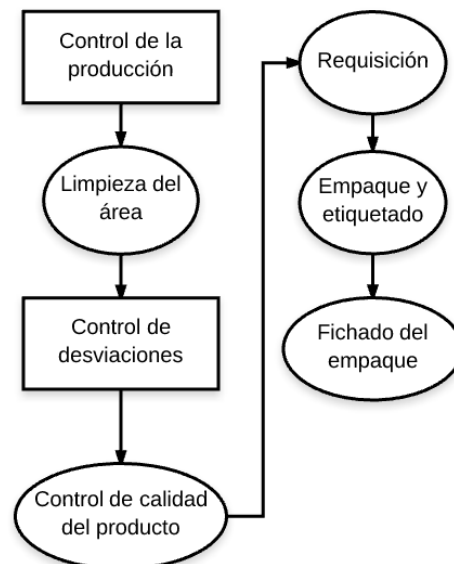 Control de la
producción
Limpieza del
área
Control de
desviaciones
Control de calidad
del producto
Requisición
Empaque y
etiquetado
Fichado del
empaque